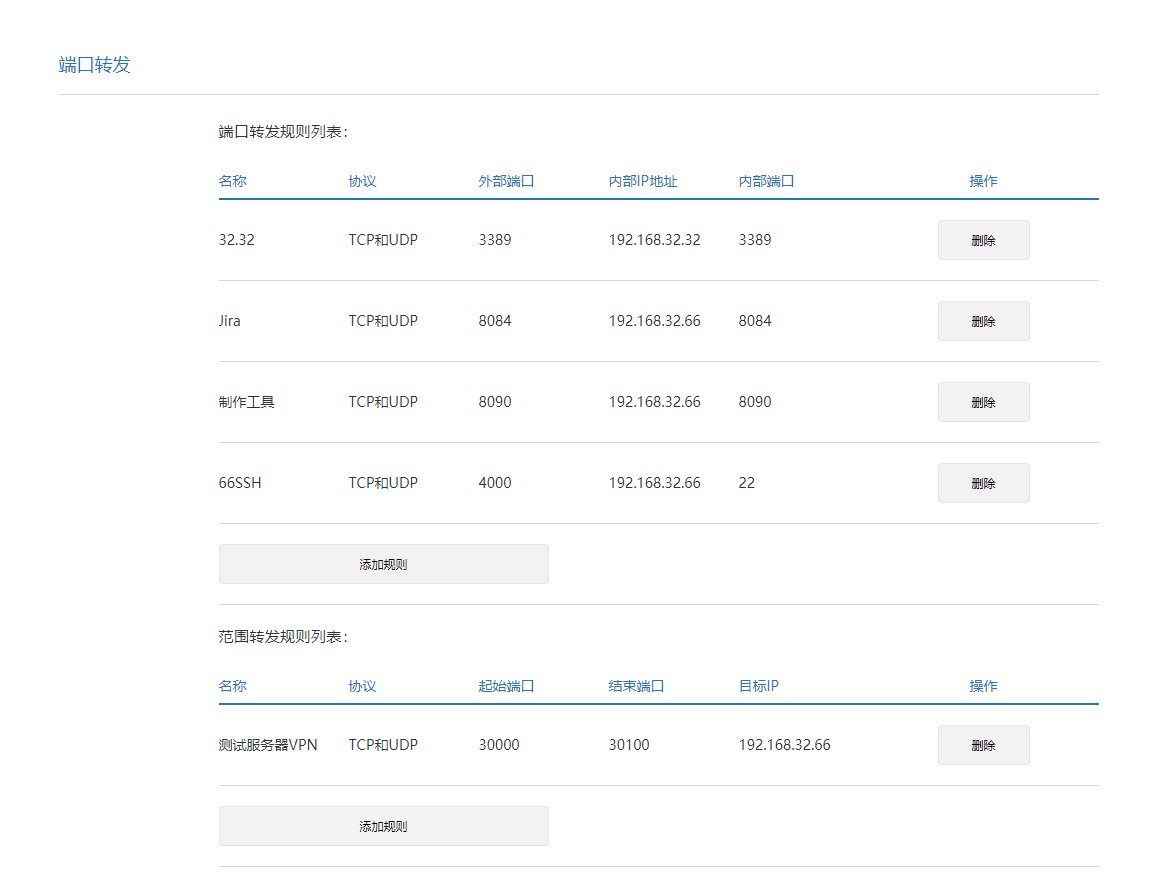 端口转发
端口转发规则列表：
名称 协议 外部端口 内部IP地址 内部端口 操作
32.32 TCP和UDP 3389 192.168.32.32 3389 删除
Jira TCP和UDP 8084 192.168.32.66 8084 删除
制作工具 TCP和UDP 8090 192.168.32.66 8090 删除
66SSH TCP和UDP 4000 192.168.32.66 22 删除
添加规则
范围转发规则列表：
名称 协议 起始端口 结束端口 目标IP 操作
测试服务器VPN TCP和UDP 30000 30100 192.168.32.66 删除
添加规则